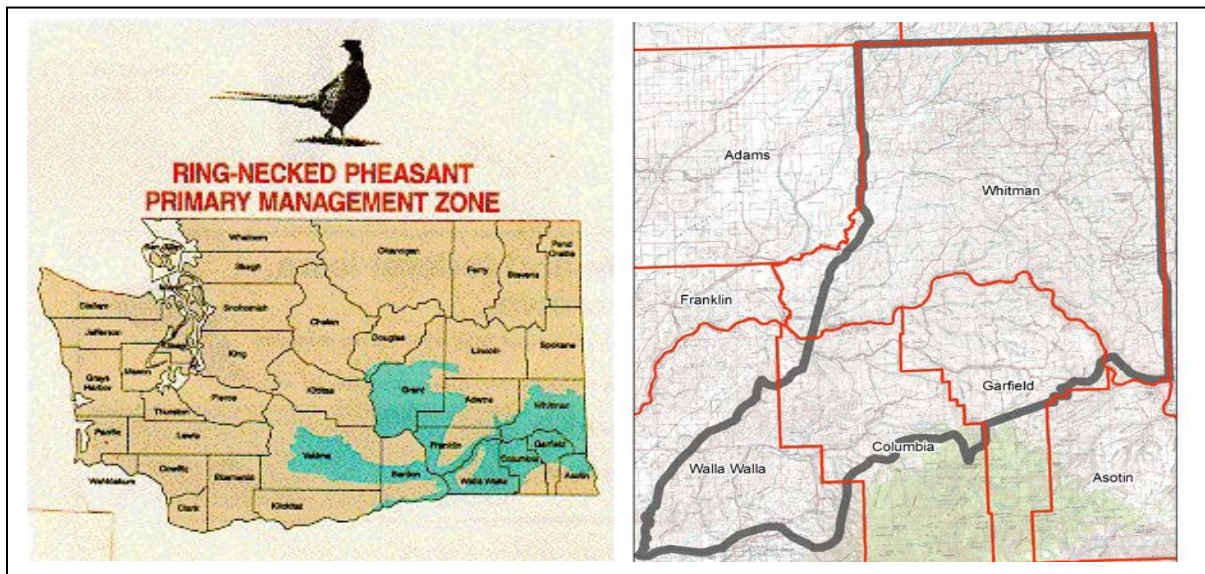 RING-NECKED PHEASANT
PRIMARY MANAGEMENT ZONE
Whatcom
Skagit
Okanogan
Ferry
Stevens
Pend
Oreille
Clallam
Snohomish
Chelan
Jefferson
Douglas
King
Lincoln
Spokane
Grays
Harbor
Mason
Kittitas
Grant
Pierce
Adams
Whitman
Thurston
Pacific
Lewis
Yakima
Franklin
Garfield
Columbia
Cowlitz
Benton
Walla Walla
Asotin
Wahkiakum
Skamania
Clark
Klickitat
Adams
Whitman
Franklin
Garfield
Columbia
Walla Walla
Asotin